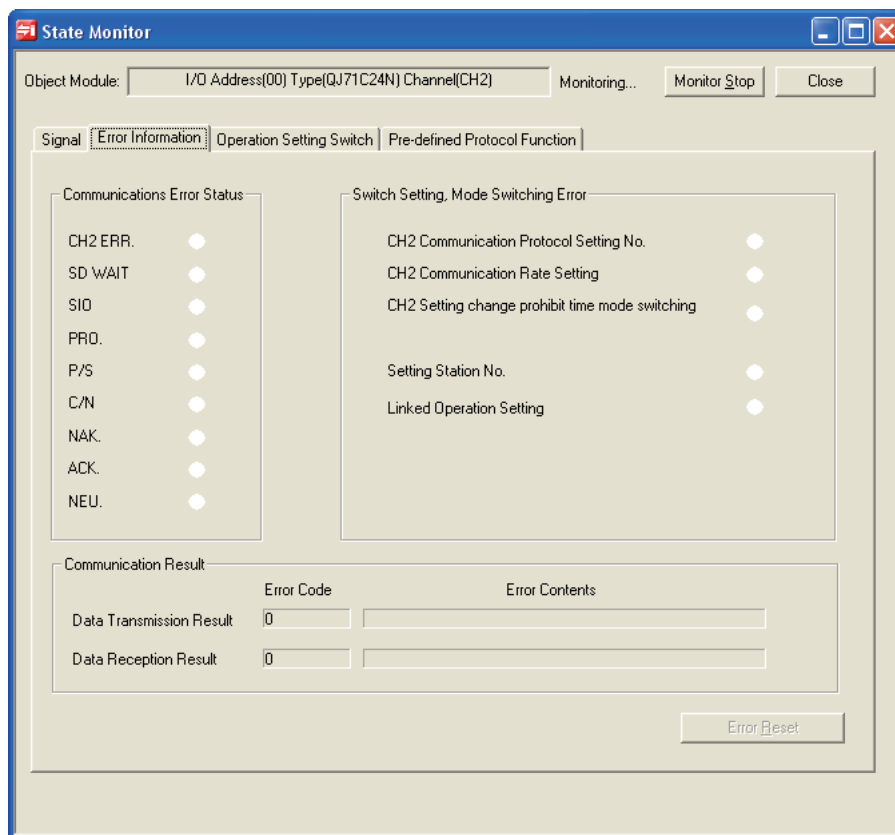 State Monitor
Object Module: I/O Address(00) Type(QJ71C24N) Channel(CH2) Monitoring... Monitor Stop Close
Signal Error Information Operation Setting Switch Pre-defined Protocol Function
Communications Error Status
CH2 ERR.
SD WAIT
SIO
PRO.
P/S
C/N
NAK.
ACK.
NEU.
Switch Setting, Mode Switching Error
CH2 Communication Protocol Setting No.
CH2 Communication Rate Setting
CH2 Setting change prohibit time mode switching
Setting Station No.
Linked Operation Setting
Communication Result
Error Code Error Contents
Data Transmission Result 0
Data Reception Result 0
Error Reset